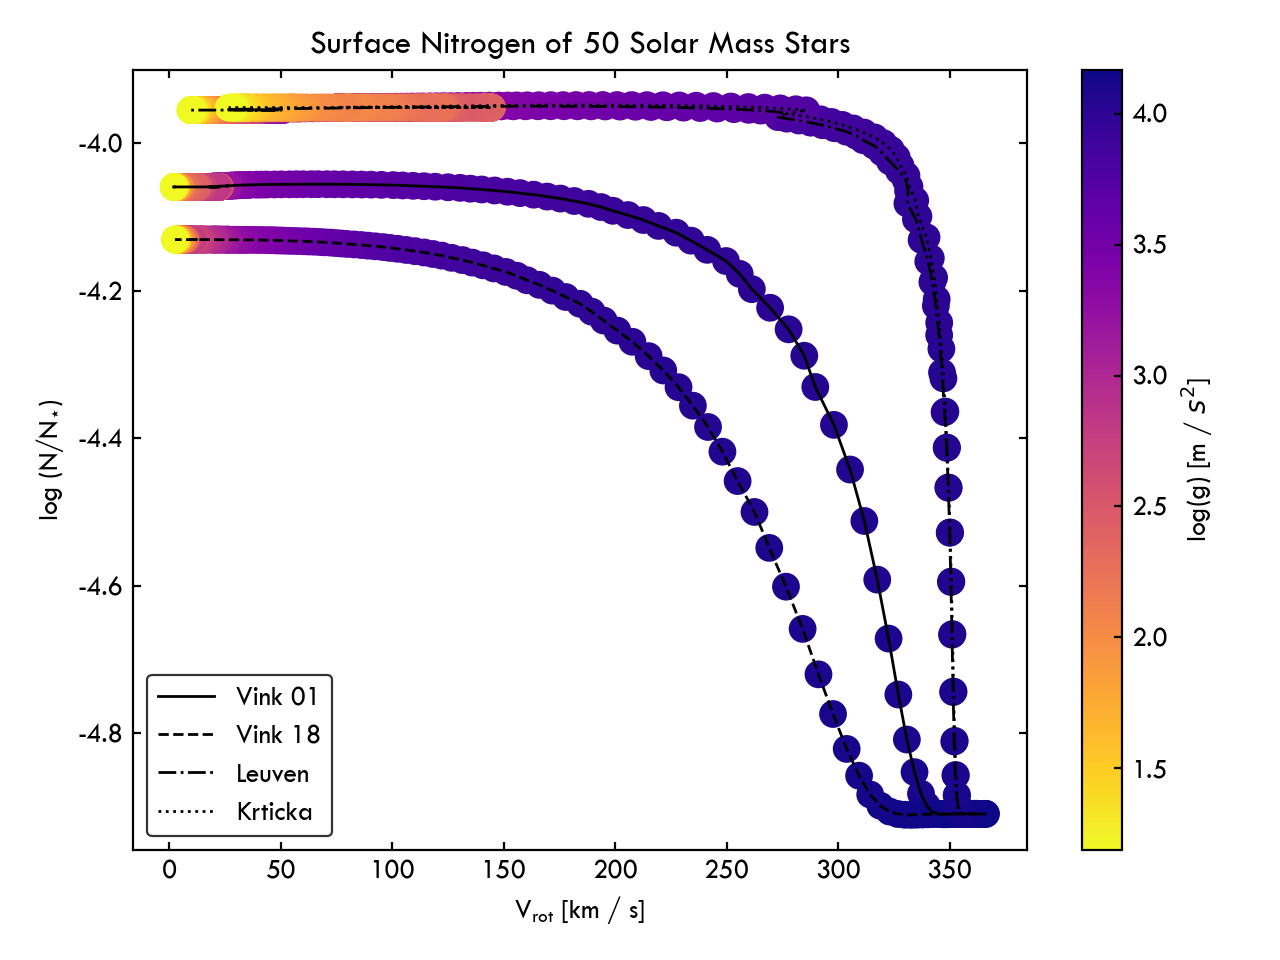 Surface Nitrogen of 50 Solar Mass Stars
log (N/N⋆)
-4.0
-4.2
-4.4
-4.6
-4.8
Vink 01
Vink 18
Leuven
Krticka
0 50 100 150 200 250 300 350
Vrot [km / s]
4.0
3.5
3.0
2.5
2.0
1.5
log(g) [m / s²]